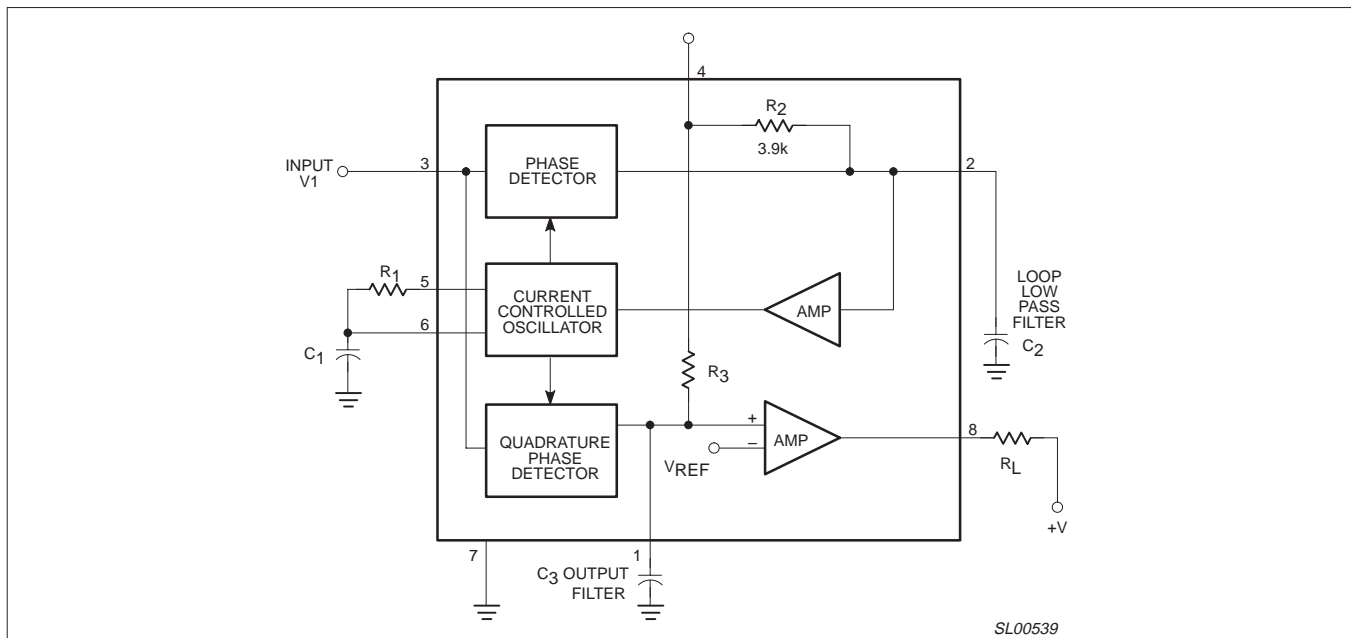 4
R2
3.9k
INPUT
V1
3
PHASE
DETECTOR
2
R1
5
CURRENT
CONTROLLED
OSCILLATOR
AMP
LOOP
LOW
PASS
FILTER
C2
6
C1
R3
QUADRATURE
PHASE
DETECTOR
+
–
AMP
VREF
8
RL
+V
7
1
C3 OUTPUT
FILTER
SL00539